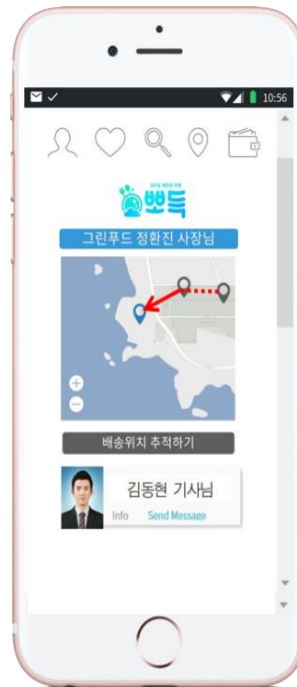 10:56
뽀득
그린푸드 정환진 사장님
배송위치 추적하기
김동현 기사님
Info Send Message